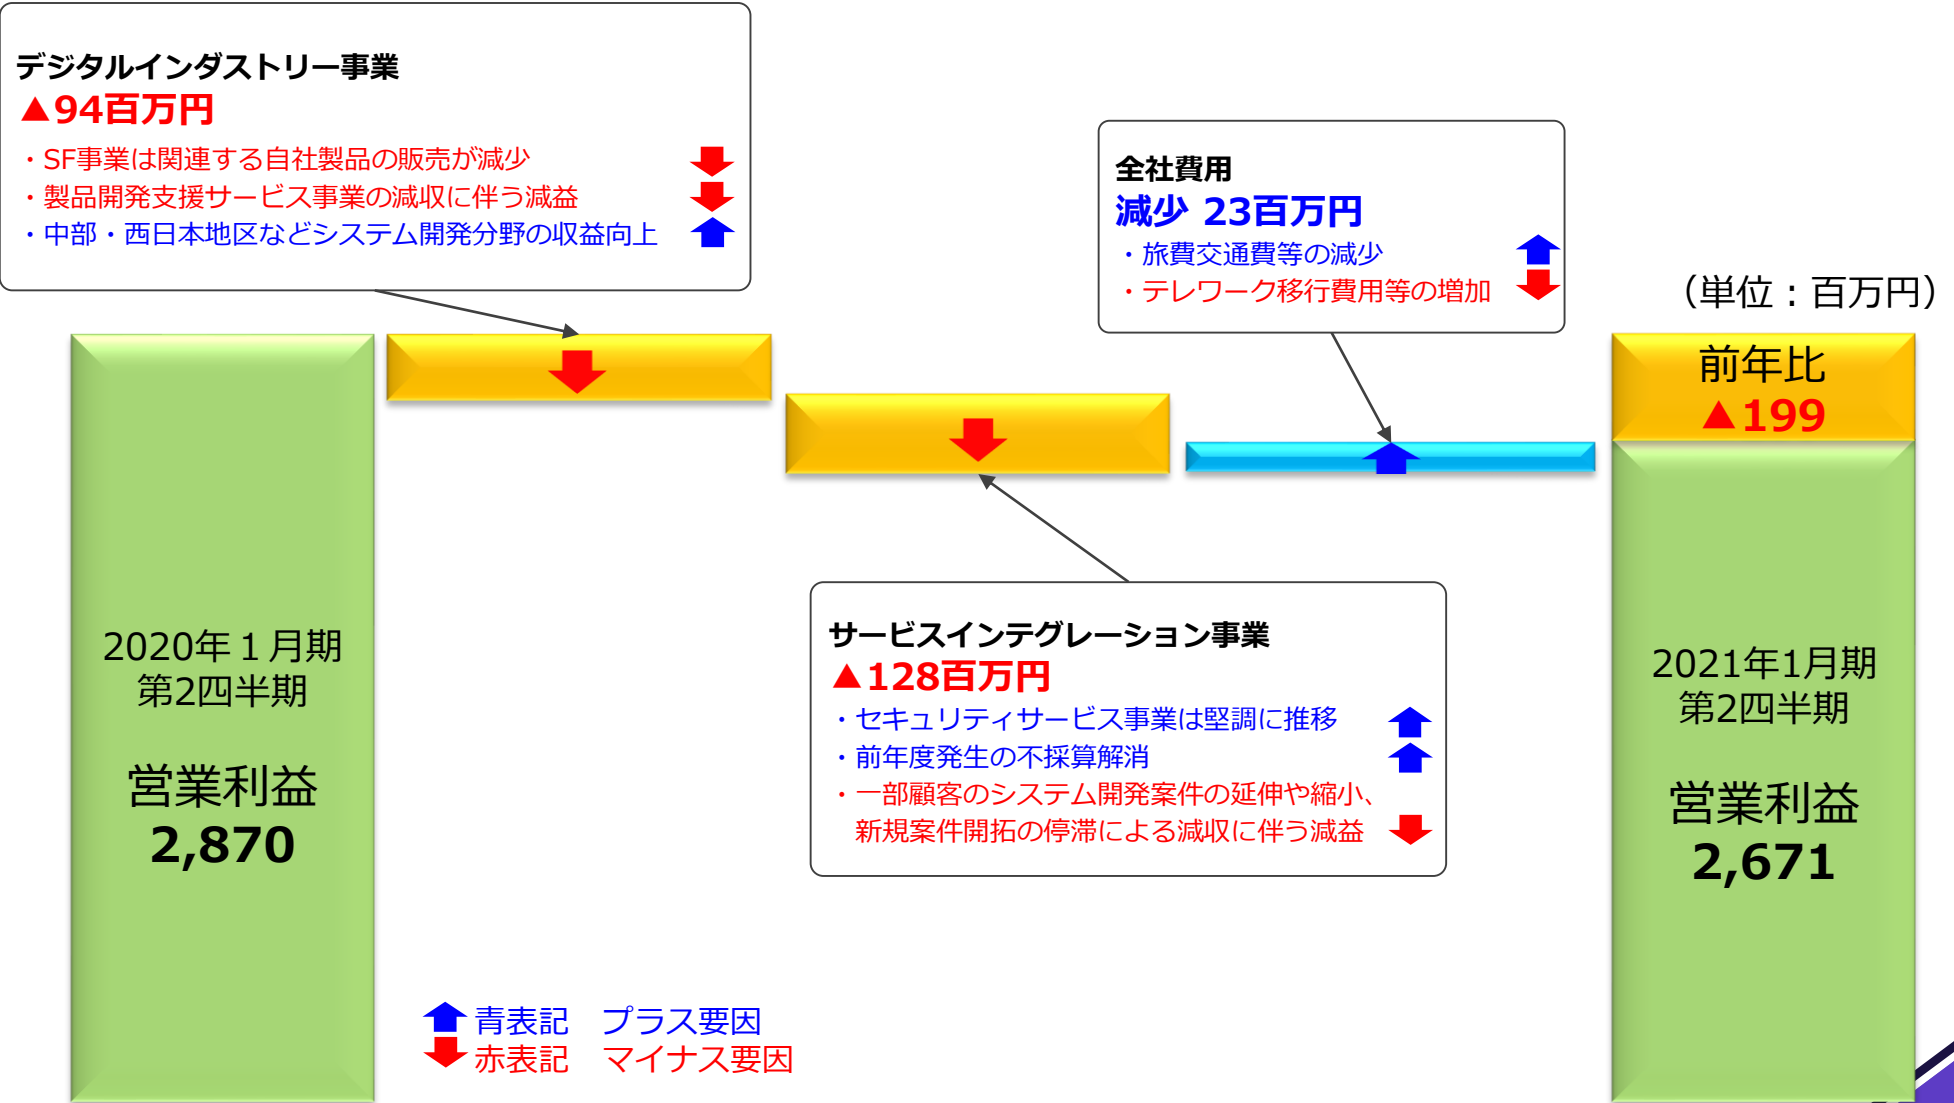 デジタルインダストリー事業
▲94百万円
・SF事業は関連する自社製品の販売が減少
・製品開発支援サービス事業の減収に伴う減益
・中部・西日本地区などシステム開発分野の収益向上
全社費用
減少 23百万円
・旅費交通費等の減少
・テレワーク移行費用等の増加
（単位：百万円）
前年比
▲199
2020年１月期
第2四半期
営業利益
2,870
サービスインテグレーション事業
▲128百万円
・セキュリティサービス事業は堅調に推移
・前年度発生の不採算解消
・一部顧客のシステム開発案件の延伸や縮小、
新規案件開拓の停滞による減収に伴う減益
2021年1月期
第2四半期
営業利益
2,671
青表記　プラス要因
赤表記　マイナス要因